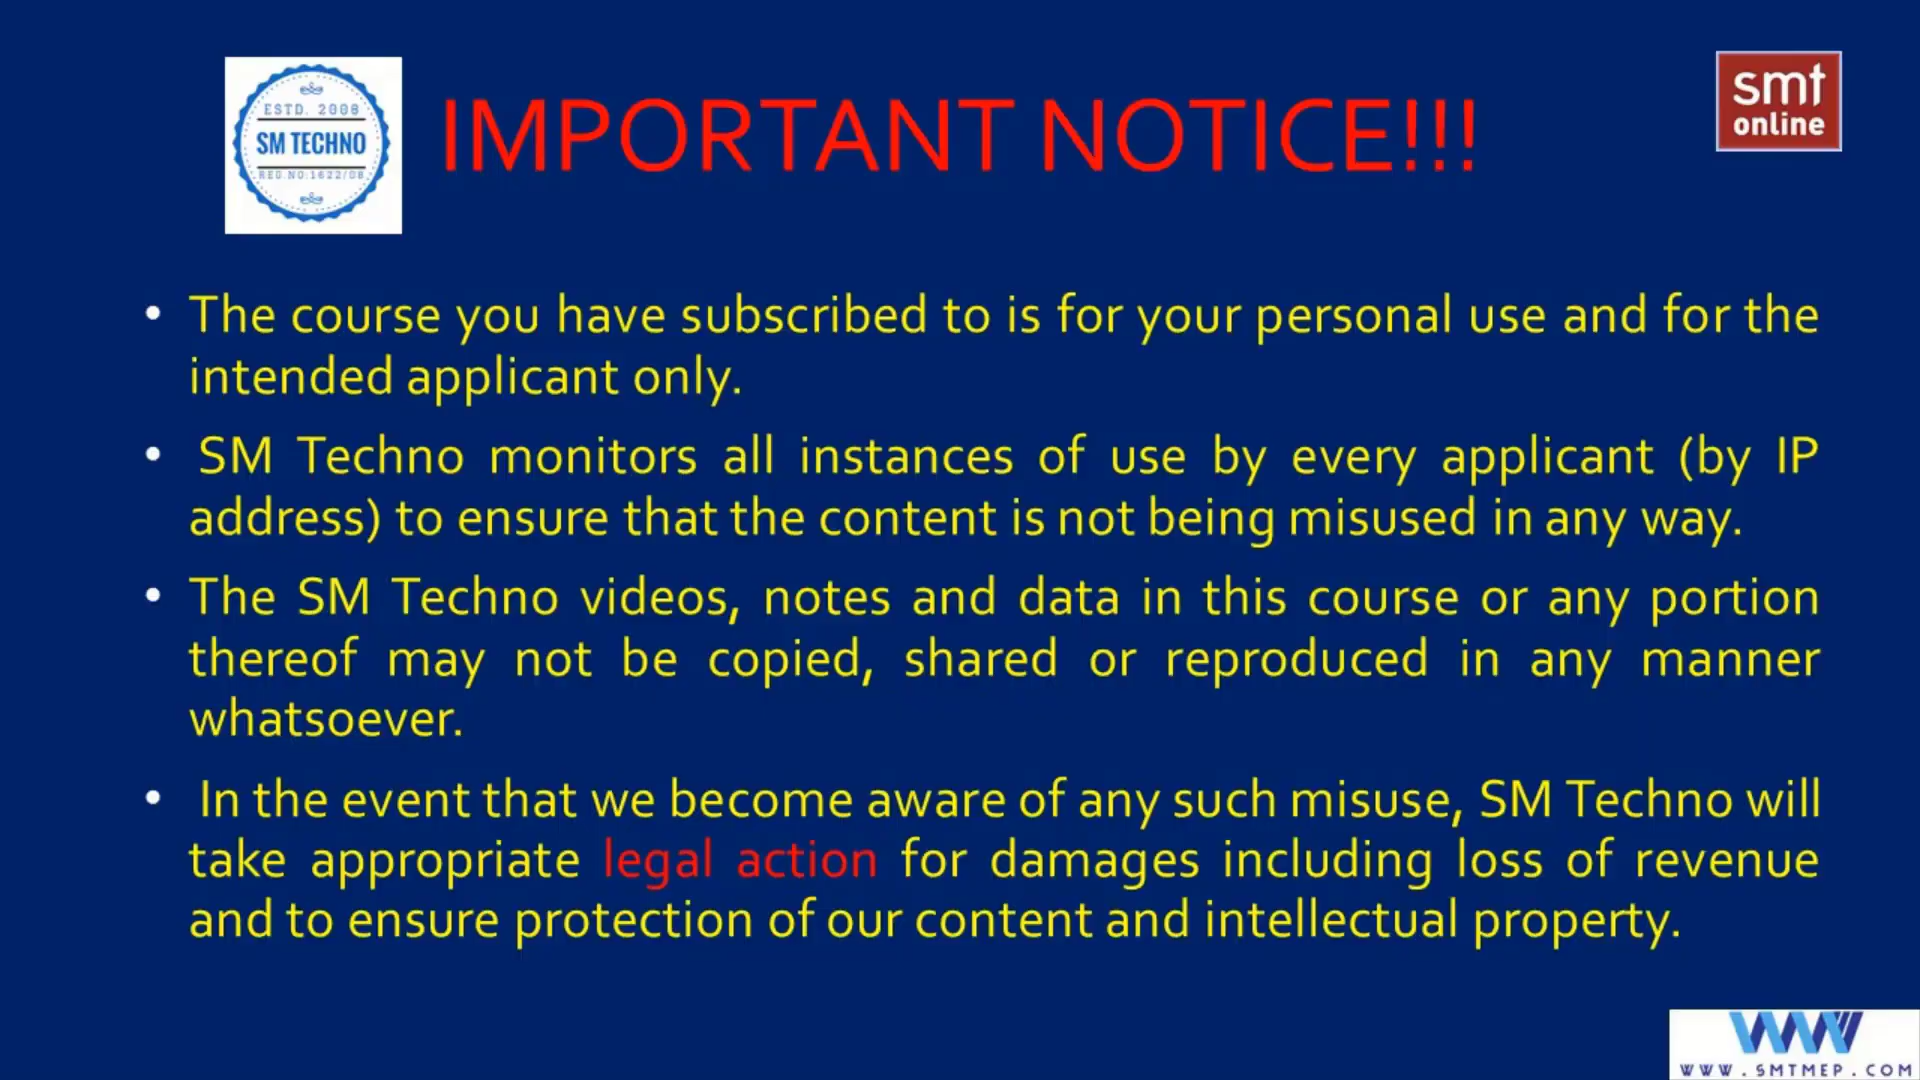 ESTD. 2008
SM TECHNO
REG.NO:1622/08
IMPORTANT NOTICE!!!
smt
online
• The course you have subscribed to is for your personal use and for the
intended applicant only.
• SM Techno monitors all instances of use by every applicant (by IP
address) to ensure that the content is not being misused in any way.
• The SM Techno videos, notes and data in this course or any portion
thereof may not be copied, shared or reproduced in any manner
whatsoever.
• In the event that we become aware of any such misuse, SM Techno will
take appropriate legal action for damages including loss of revenue
and to ensure protection of our content and intellectual property.
WWW.SMTMEP.COM